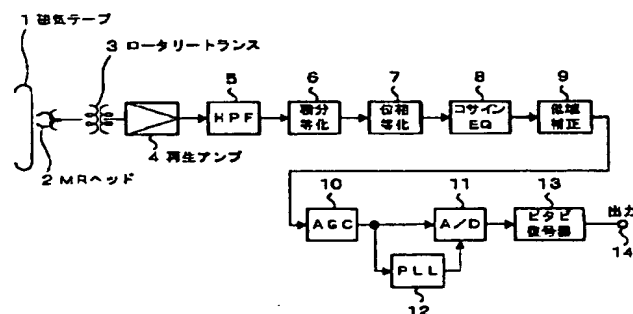 1 磁気テープ
3 ロータリートランス
2 MRヘッド
4 再生アンプ
5
HPF
6
積分
等化
7
位相
等化
8
コサイン
EQ
9
低域
補正
10
AGC
11
A/D
13
ビタビ
復号器
出力
14
PLL
12